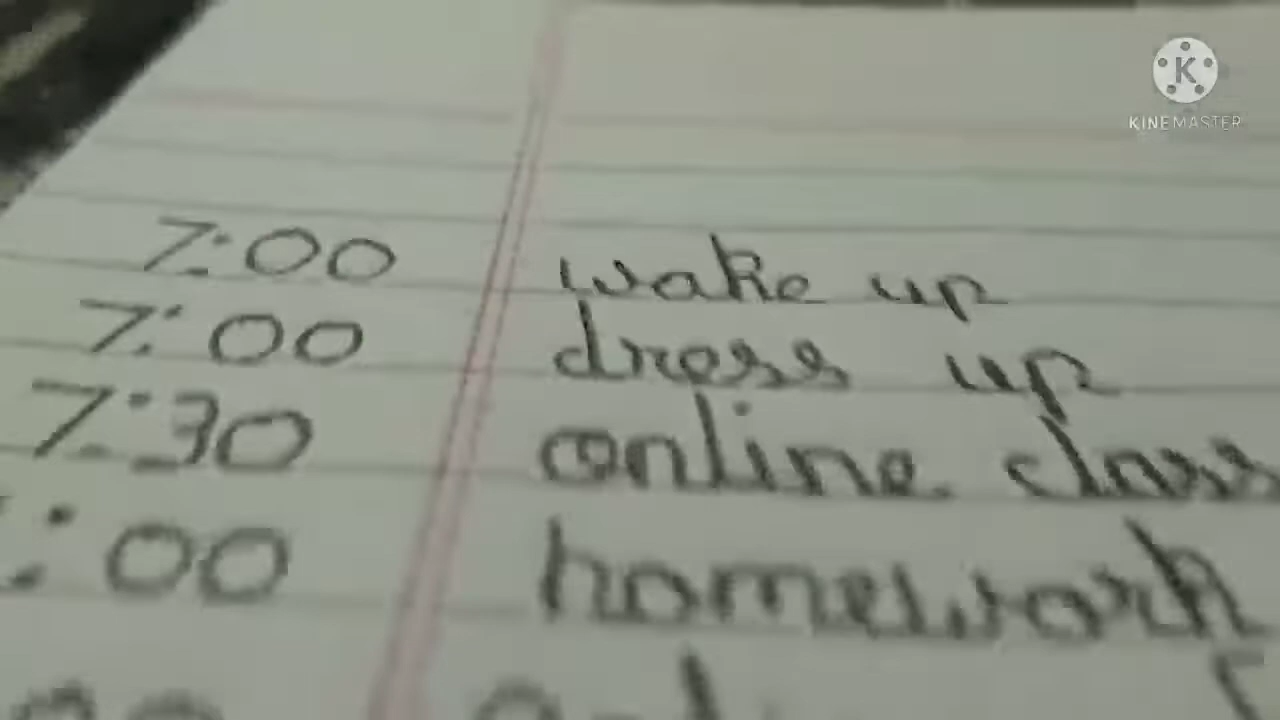 K
KINEMASTER
7:00 wake up
7:00 dress up
7:30 online class
:00 homework